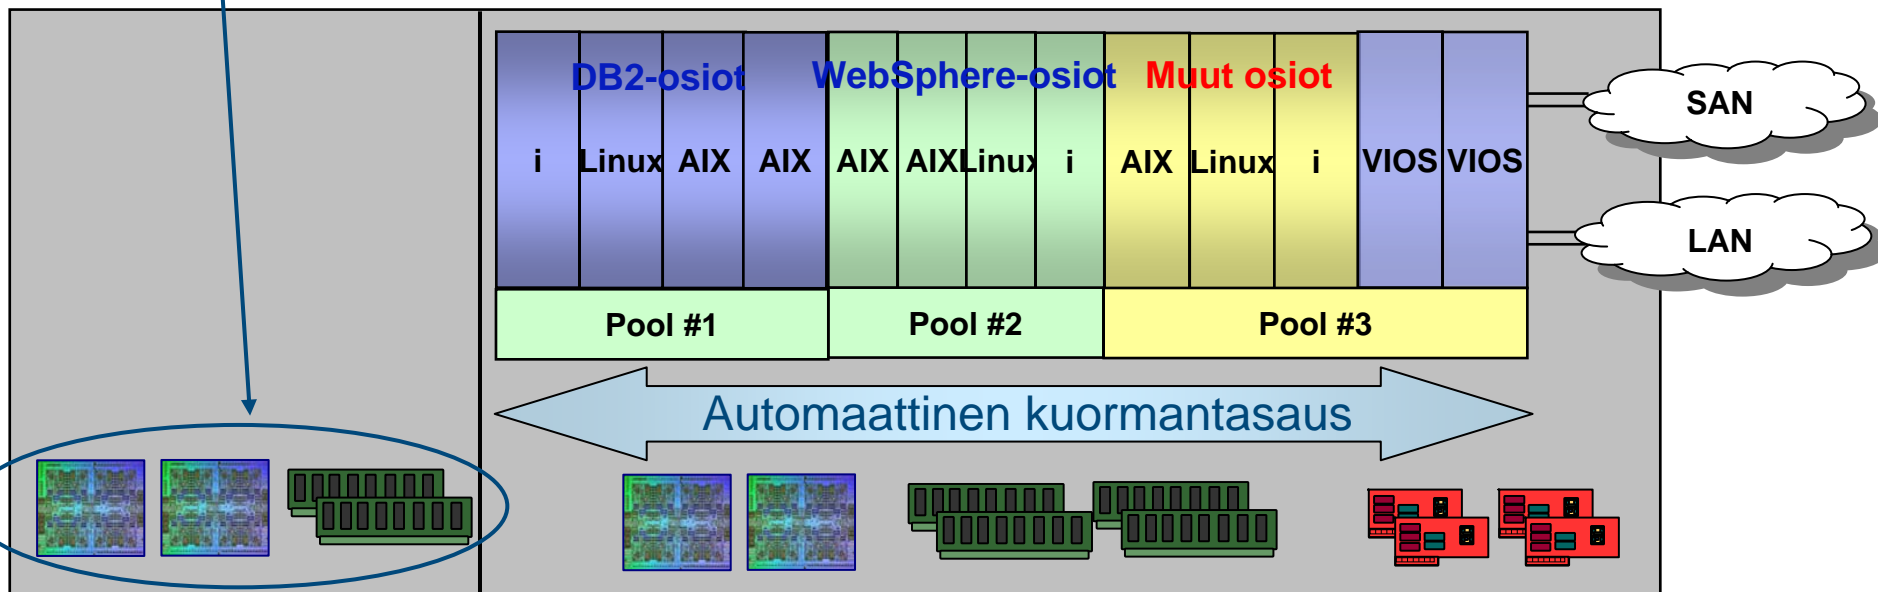 DB2-osiot WebSphere-osiot Muut osiot
i Linux AIX AIX AIX AIX Linux i AIX Linux i VIOS VIOS
SAN
LAN
Pool #1 Pool #2 Pool #3
Automaattinen kuormantasaus